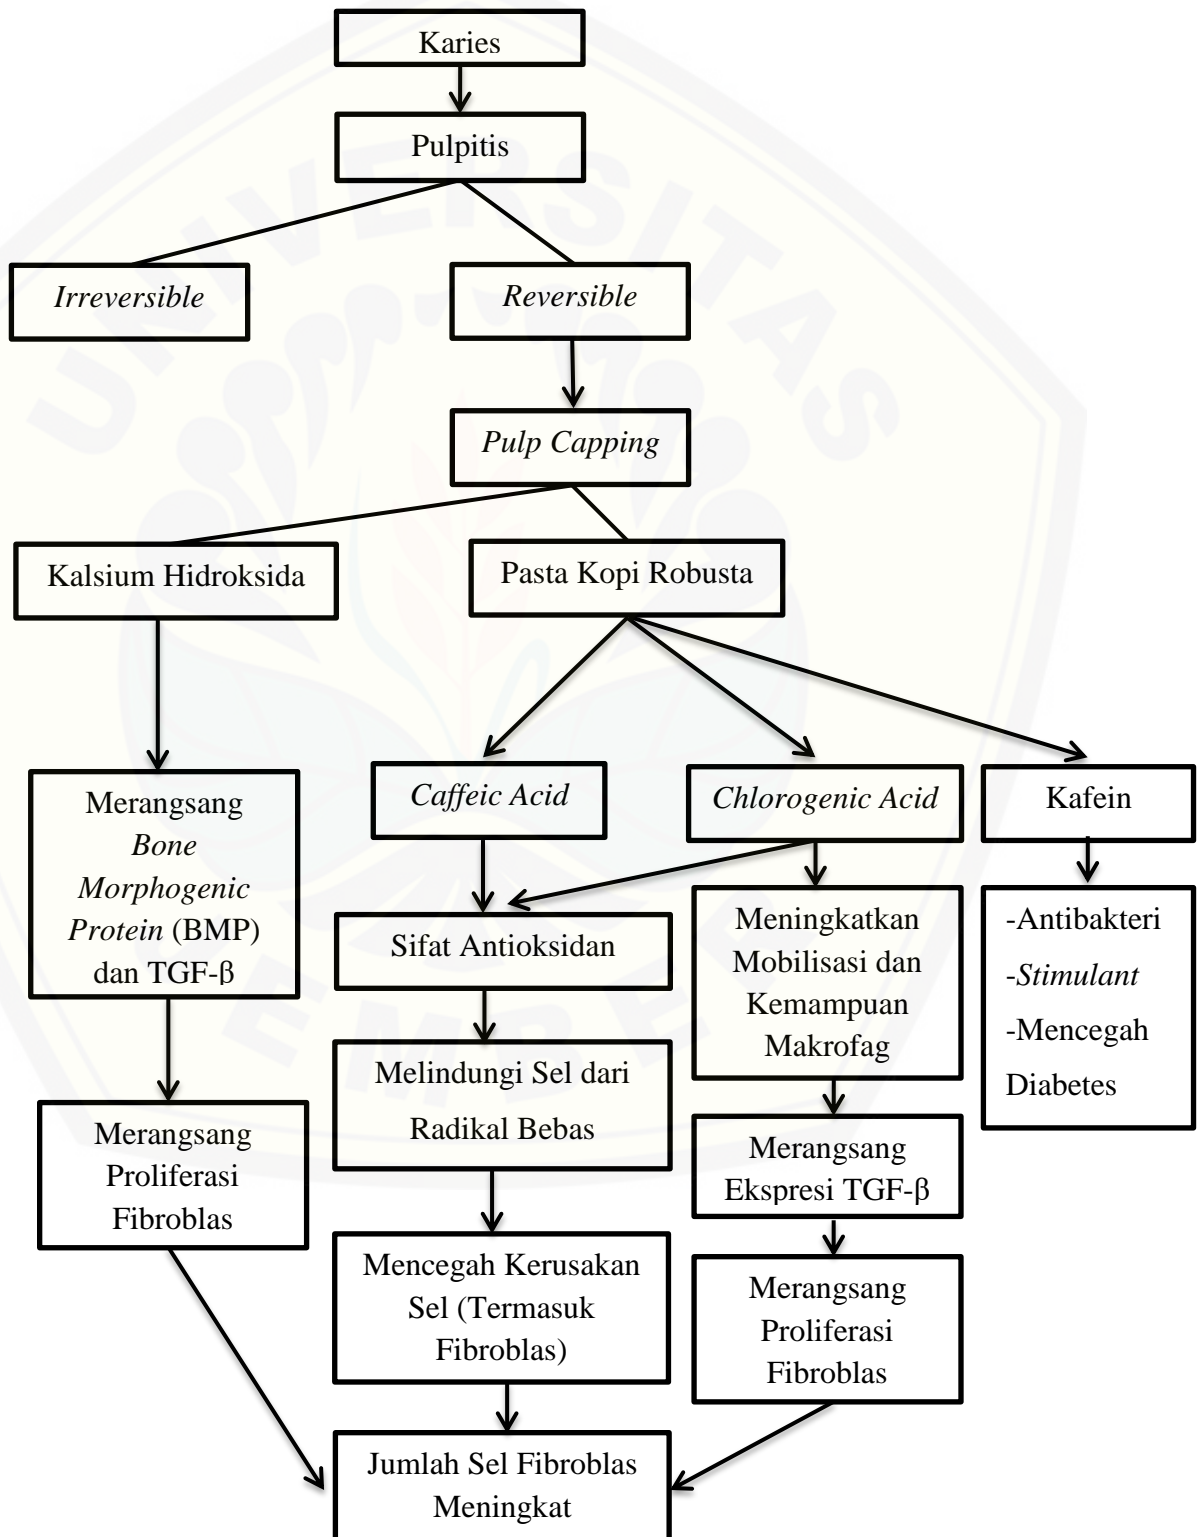 Karies
Pulpitis
Irreversible
Reversible
Pulp Capping
Kalsium Hidroksida
Pasta Kopi Robusta
Merangsang
Bone
Morphogenic
Protein (BMP)
dan TGF-β
Caffeic Acid
Chlorogenic Acid
Kafein
Sifat Antioksidan
Meningkatkan
Mobilisasi dan
Kemampuan
Makrofag
-Antibakteri
-Stimulant
-Mencegah
Diabetes
Melindungi Sel dari
Radikal Bebas
Merangsang
Proliferasi
Fibroblas
Merangsang
Ekspresi TGF-β
Mencegah Kerusakan
Sel (Termasuk
Fibroblas)
Merangsang
Proliferasi
Fibroblas
Jumlah Sel Fibroblas
Meningkat
UNIVERSITAS
JEMBER